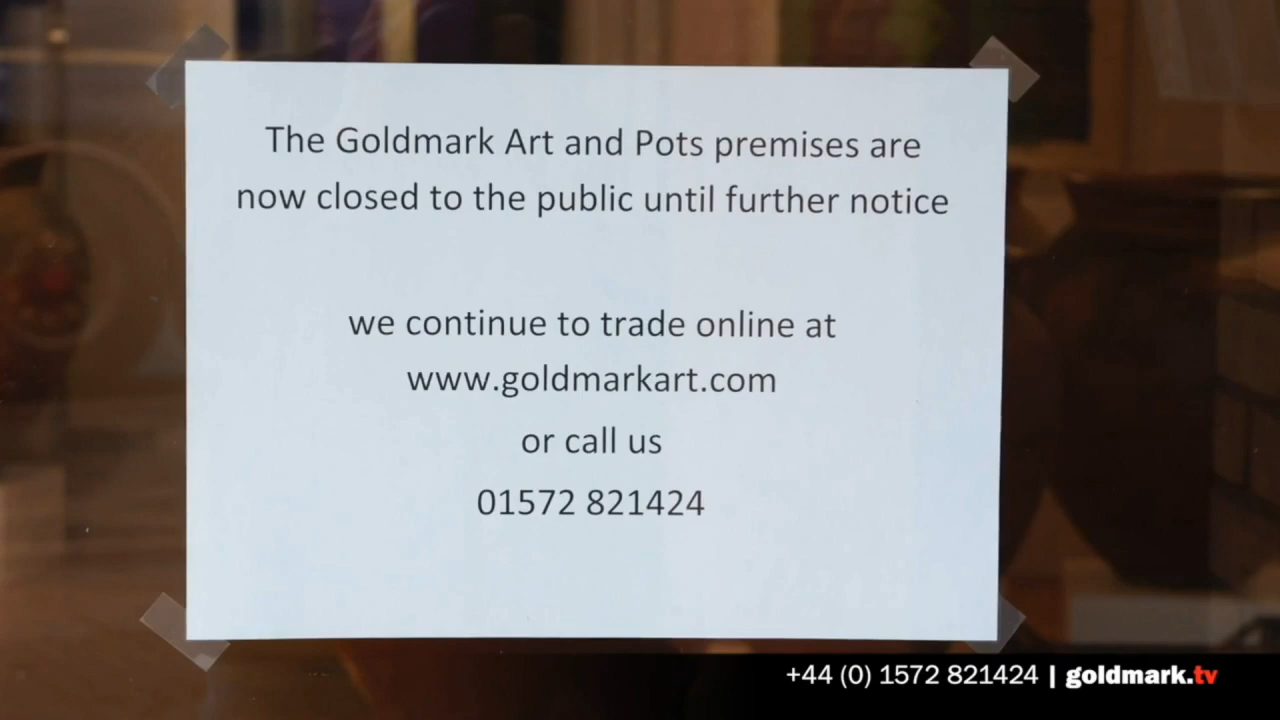 The Goldmark Art and Pots premises are
now closed to the public until further notice
we continue to trade online at
www.goldmarkart.com
or call us
01572 821424
+44 (0) 1572 821424 | goldmark.tv